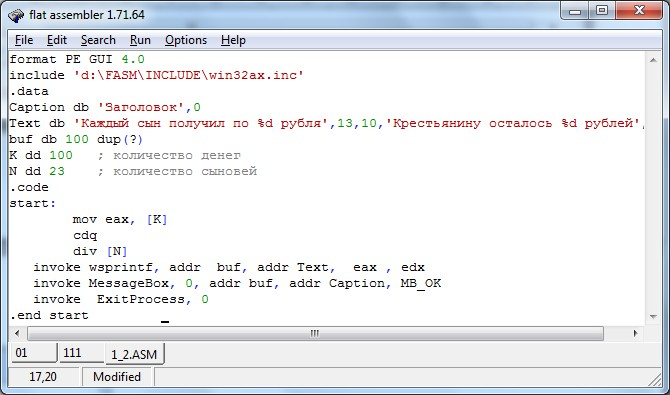 flat assembler 1.71.64
File Edit Search Run Options Help
format PE GUI 4.0
include 'd:\FASM\INCLUDE\win32ax.inc'
.data
Caption db 'Заголовок',0
Text db 'Каждый сын получил по %d рубля',13,10,'Крестьянину осталось %d рублей',
buf db 100 dup(?)
K dd 100   ; количество денег
N dd 23    ; количество сыновей
.code
start:
        mov eax, [K]
        cdq
        div [N]
   invoke wsprintf, addr  buf, addr Text,  eax , edx
   invoke MessageBox, 0, addr buf, addr Caption, MB_OK
   invoke  ExitProcess, 0
.end start
01 111 1_2.ASM
17,20 Modified